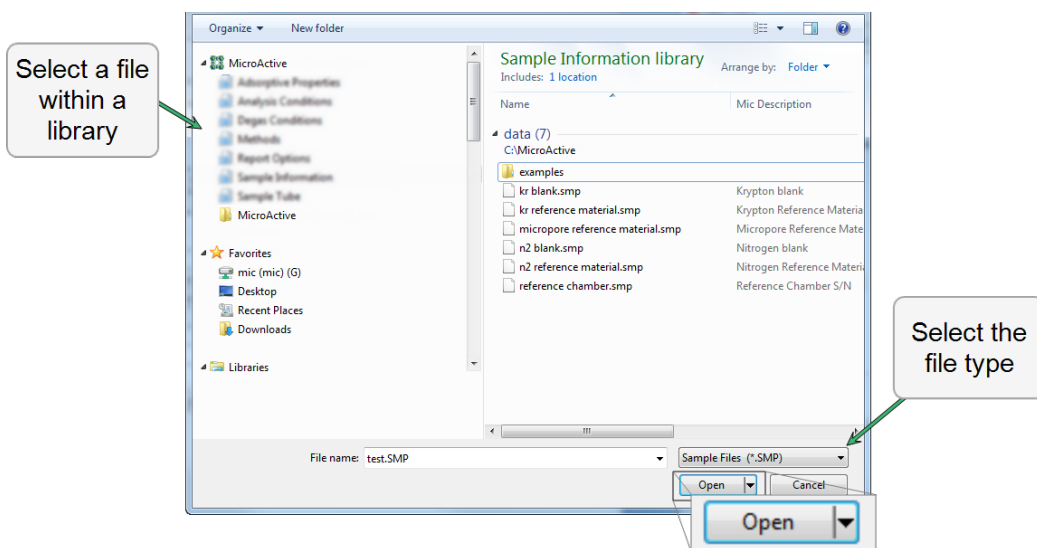 Organize New folder
Select a file
within a
library
MicroActive
Adsorptive Properties
Analysis Conditions
Degas Conditions
Methods
Report Options
Sample Information
Sample Tube
MicroActive
Favorites
mic (mic) (G)
Desktop
Recent Places
Downloads
Libraries
Sample Information library
Includes: 1 location
Arrange by: Folder
Name Mic Description
data (7)
C:\MicroActive
examples
kr blank.smp Krypton blank
kr reference material.smp Krypton Reference Materia
micropore reference material.smp Micropore Reference Mate
n2 blank.smp Nitrogen blank
n2 reference material.smp Nitrogen Reference Materi
reference chamber.smp Reference Chamber S/N
Select the
file type
File name: test.SMP Sample Files (*.SMP)
Open Cancel
Open